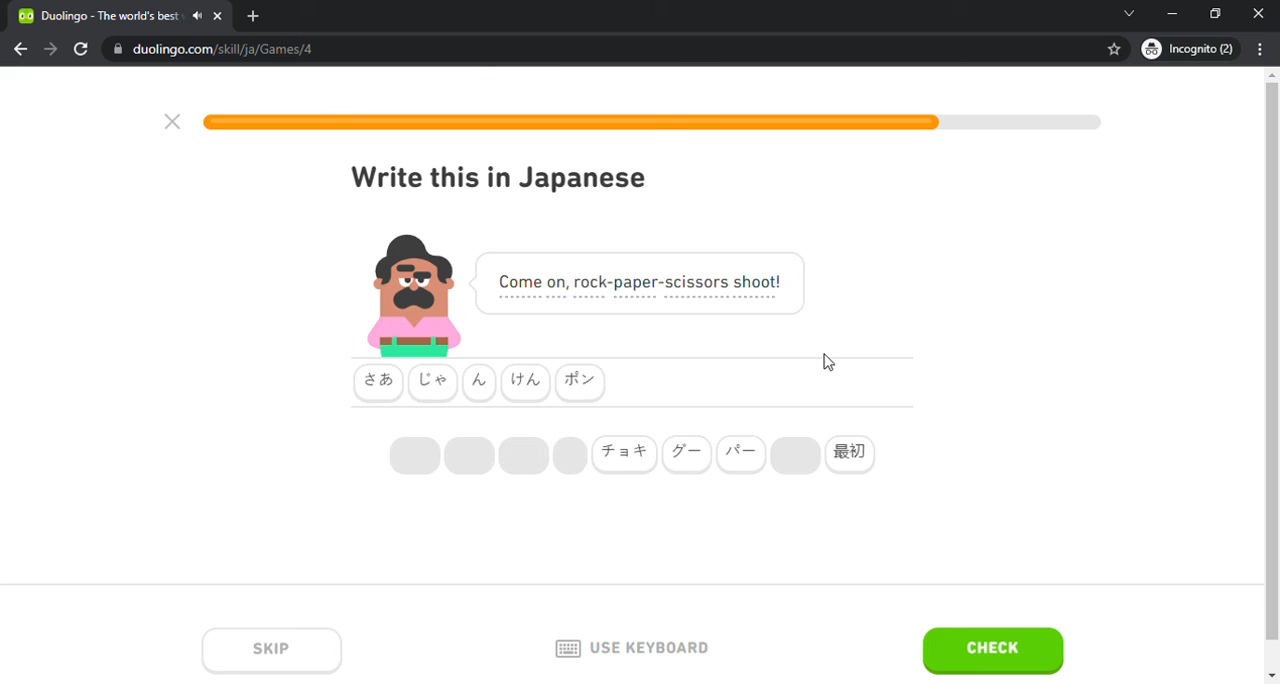 Duolingo - The world's best
duolingo.com/skill/ja/Games/4
Incognito (2)
Write this in Japanese
Come on, rock-paper-scissors shoot!
さあ じゃ ん けん ポン
チョキ グー パー 最初
SKIP USE KEYBOARD CHECK